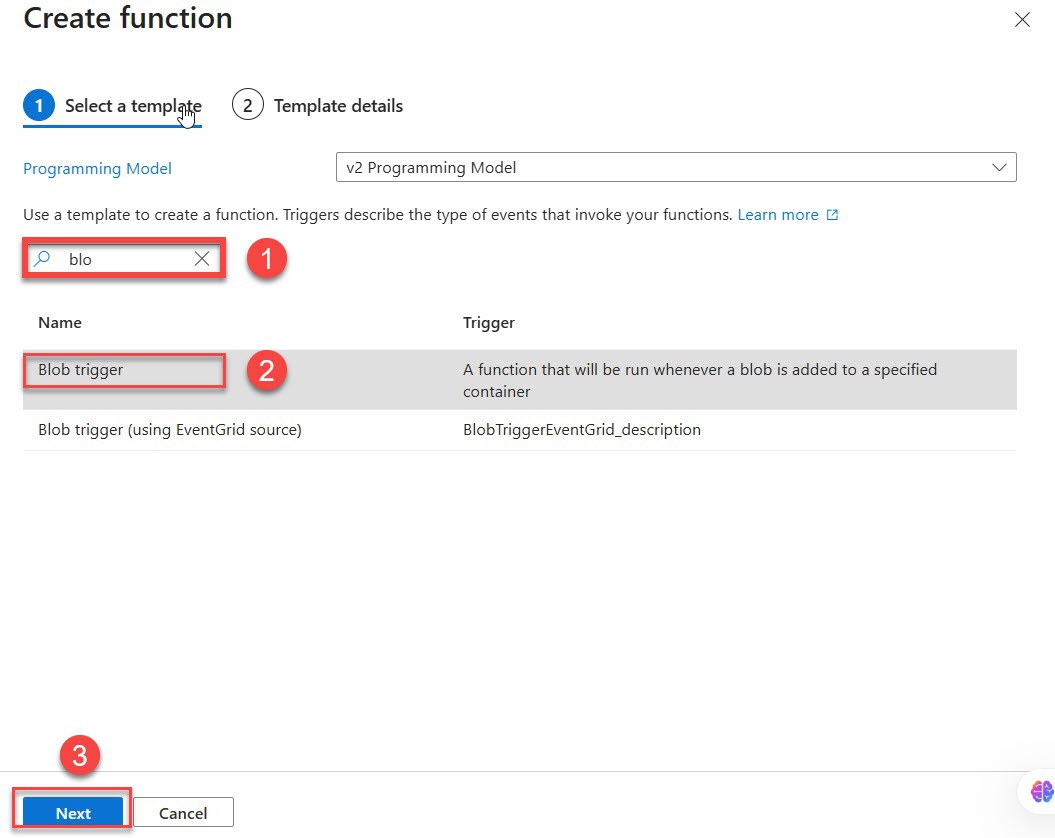 Create function
1 Select a template 2 Template details
Programming Model v2 Programming Model
Use a template to create a function. Triggers describe the type of events that invoke your functions. Learn more
blo 1
Name Trigger
Blob trigger 2 A function that will be run whenever a blob is added to a specified
container
Blob trigger (using EventGrid source) BlobTriggerEventGrid_description
3
Next Cancel